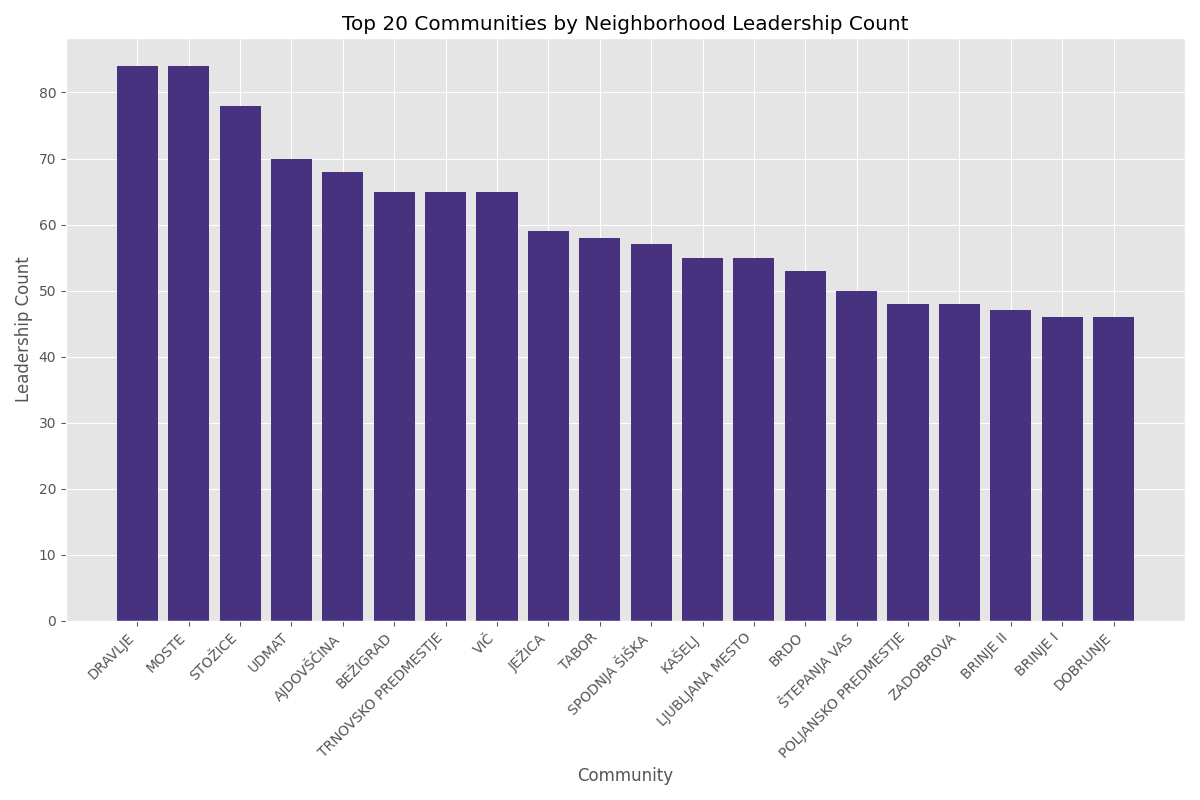 Top 20 Communities by Neighborhood Leadership Count
Leadership Count
80
70
60
50
40
30
20
10
0
DRAVLJE
MOSTE
STOŽICE
UDMAT
AJDOVŠČINA
BEŽIGRAD
TRNOVSKO PREDMESTJE
VIČ
JEŽICA
TABOR
SPODNJA ŠIŠKA
KAŠELJ
LJUBLJANA MESTO
BRDO
ŠTEPANJA VAS
POLJANSKO PREDMESTJE
ZADOBROVA
BRINJE II
BRINJE I
DOBRUNJE
Community